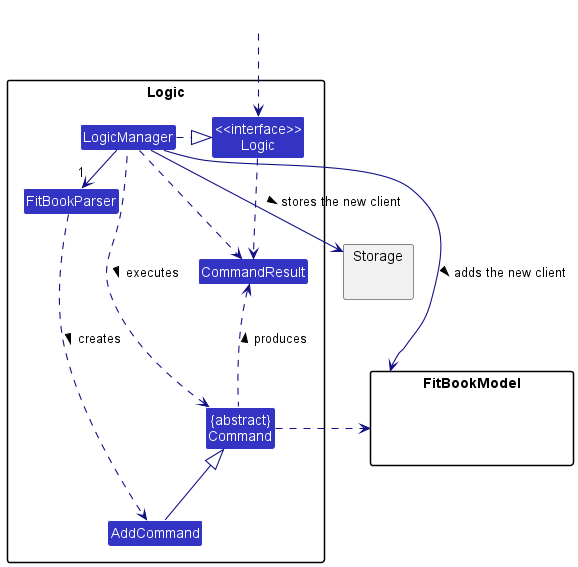 Logic
<<interface>>
Logic
LogicManager
1
FitBookParser
stores the new client
Storage
CommandResult
executes
adds the new client
creates
produces
FitBookModel
{abstract}
Command
AddCommand